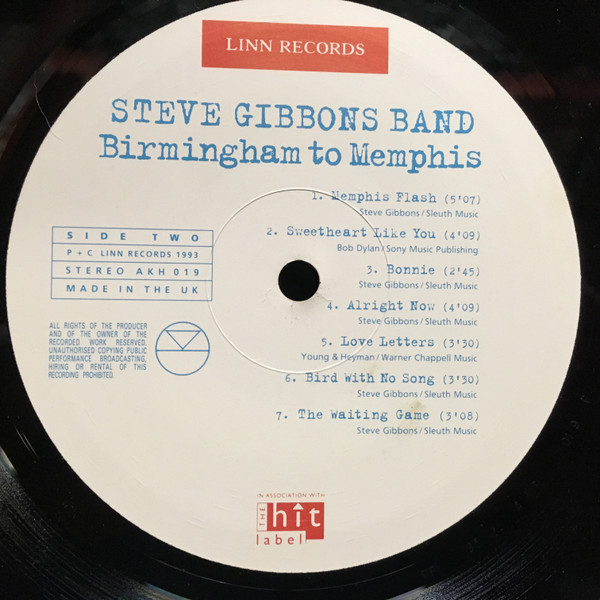 LINN RECORDS
STEVE GIBBONS BAND
Birmingham to Memphis
1. Memphis Flash (5'07)
Steve Gibbons / Sleuth Music
2. Sweetheart Like You (4'09)
Bob Dylan / Sony Music Publishing
3. Bonnie (2'45)
Steve Gibbons / Sleuth Music
4. Alright Now (4'09)
Steve Gibbons / Sleuth Music
5. Love Letters (3'30)
Young & Heyman / Warner Chappell Music
6. Bird With No Song (3'30)
Steve Gibbons / Sleuth Music
7. The Waiting Game (3'08)
Steve Gibbons / Sleuth Music
SIDE TWO
P + C LINN RECORDS 1993
STEREO AKH 019
MADE IN THE UK
ALL RIGHTS OF THE PRODUCER
AND OF THE OWNER OF THE
RECORDED WORK RESERVED.
UNAUTHORISED COPYING PUBLIC
PERFORMANCE BROADCASTING,
HIRING OR RENTAL OF THIS
RECORDING PROHIBITED.
IN ASSOCIATION WITH
THE
hit
label